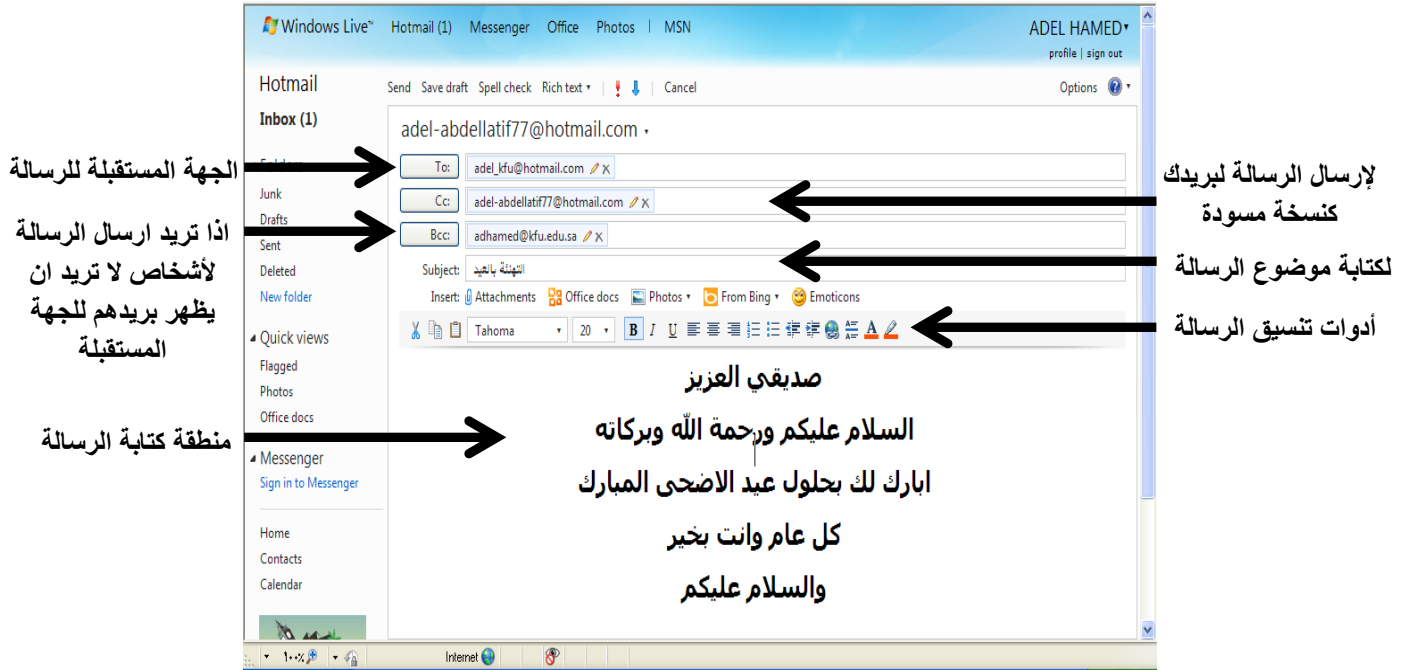 Windows Live™ Hotmail (1) Messenger Office Photos | MSN ADEL HAMED
profile | sign out
Hotmail Send Save draft Spell check Rich text | Cancel Options
Inbox (1)
adel-abdellatif77@hotmail.com
To: adel_kfu@hotmail.com
Cc: adel-abdellatif77@hotmail.com
Bcc: adhamed@kfu.edu.sa
Subject: التهنئة بالعيد
Insert: Attachments Office docs Photos From Bing Emoticons
Tahoma 20 B I U A
Junk
Drafts
Sent
Deleted
New folder
Quick views
Flagged
Photos
Office docs
Messenger
Sign in to Messenger
Home
Contacts
Calendar
صديقي العزيز
السلام عليكم ورحمة الله وبركاته
ابارك لك بحلول عيد الاضحى المبارك
كل عام وانت بخير
والسلام عليكم
١٠٠٪ Internet
الجهة المستقبلة للرسالة
اذا تريد ارسال الرسالة
لأشخاص لا تريد ان
يظهر بريدهم للجهة
المستقبلة
منطقة كتابة الرسالة
لإرسال الرسالة لبريدك
كنسخة مسودة
لكتابة موضوع الرسالة
أدوات تنسيق الرسالة